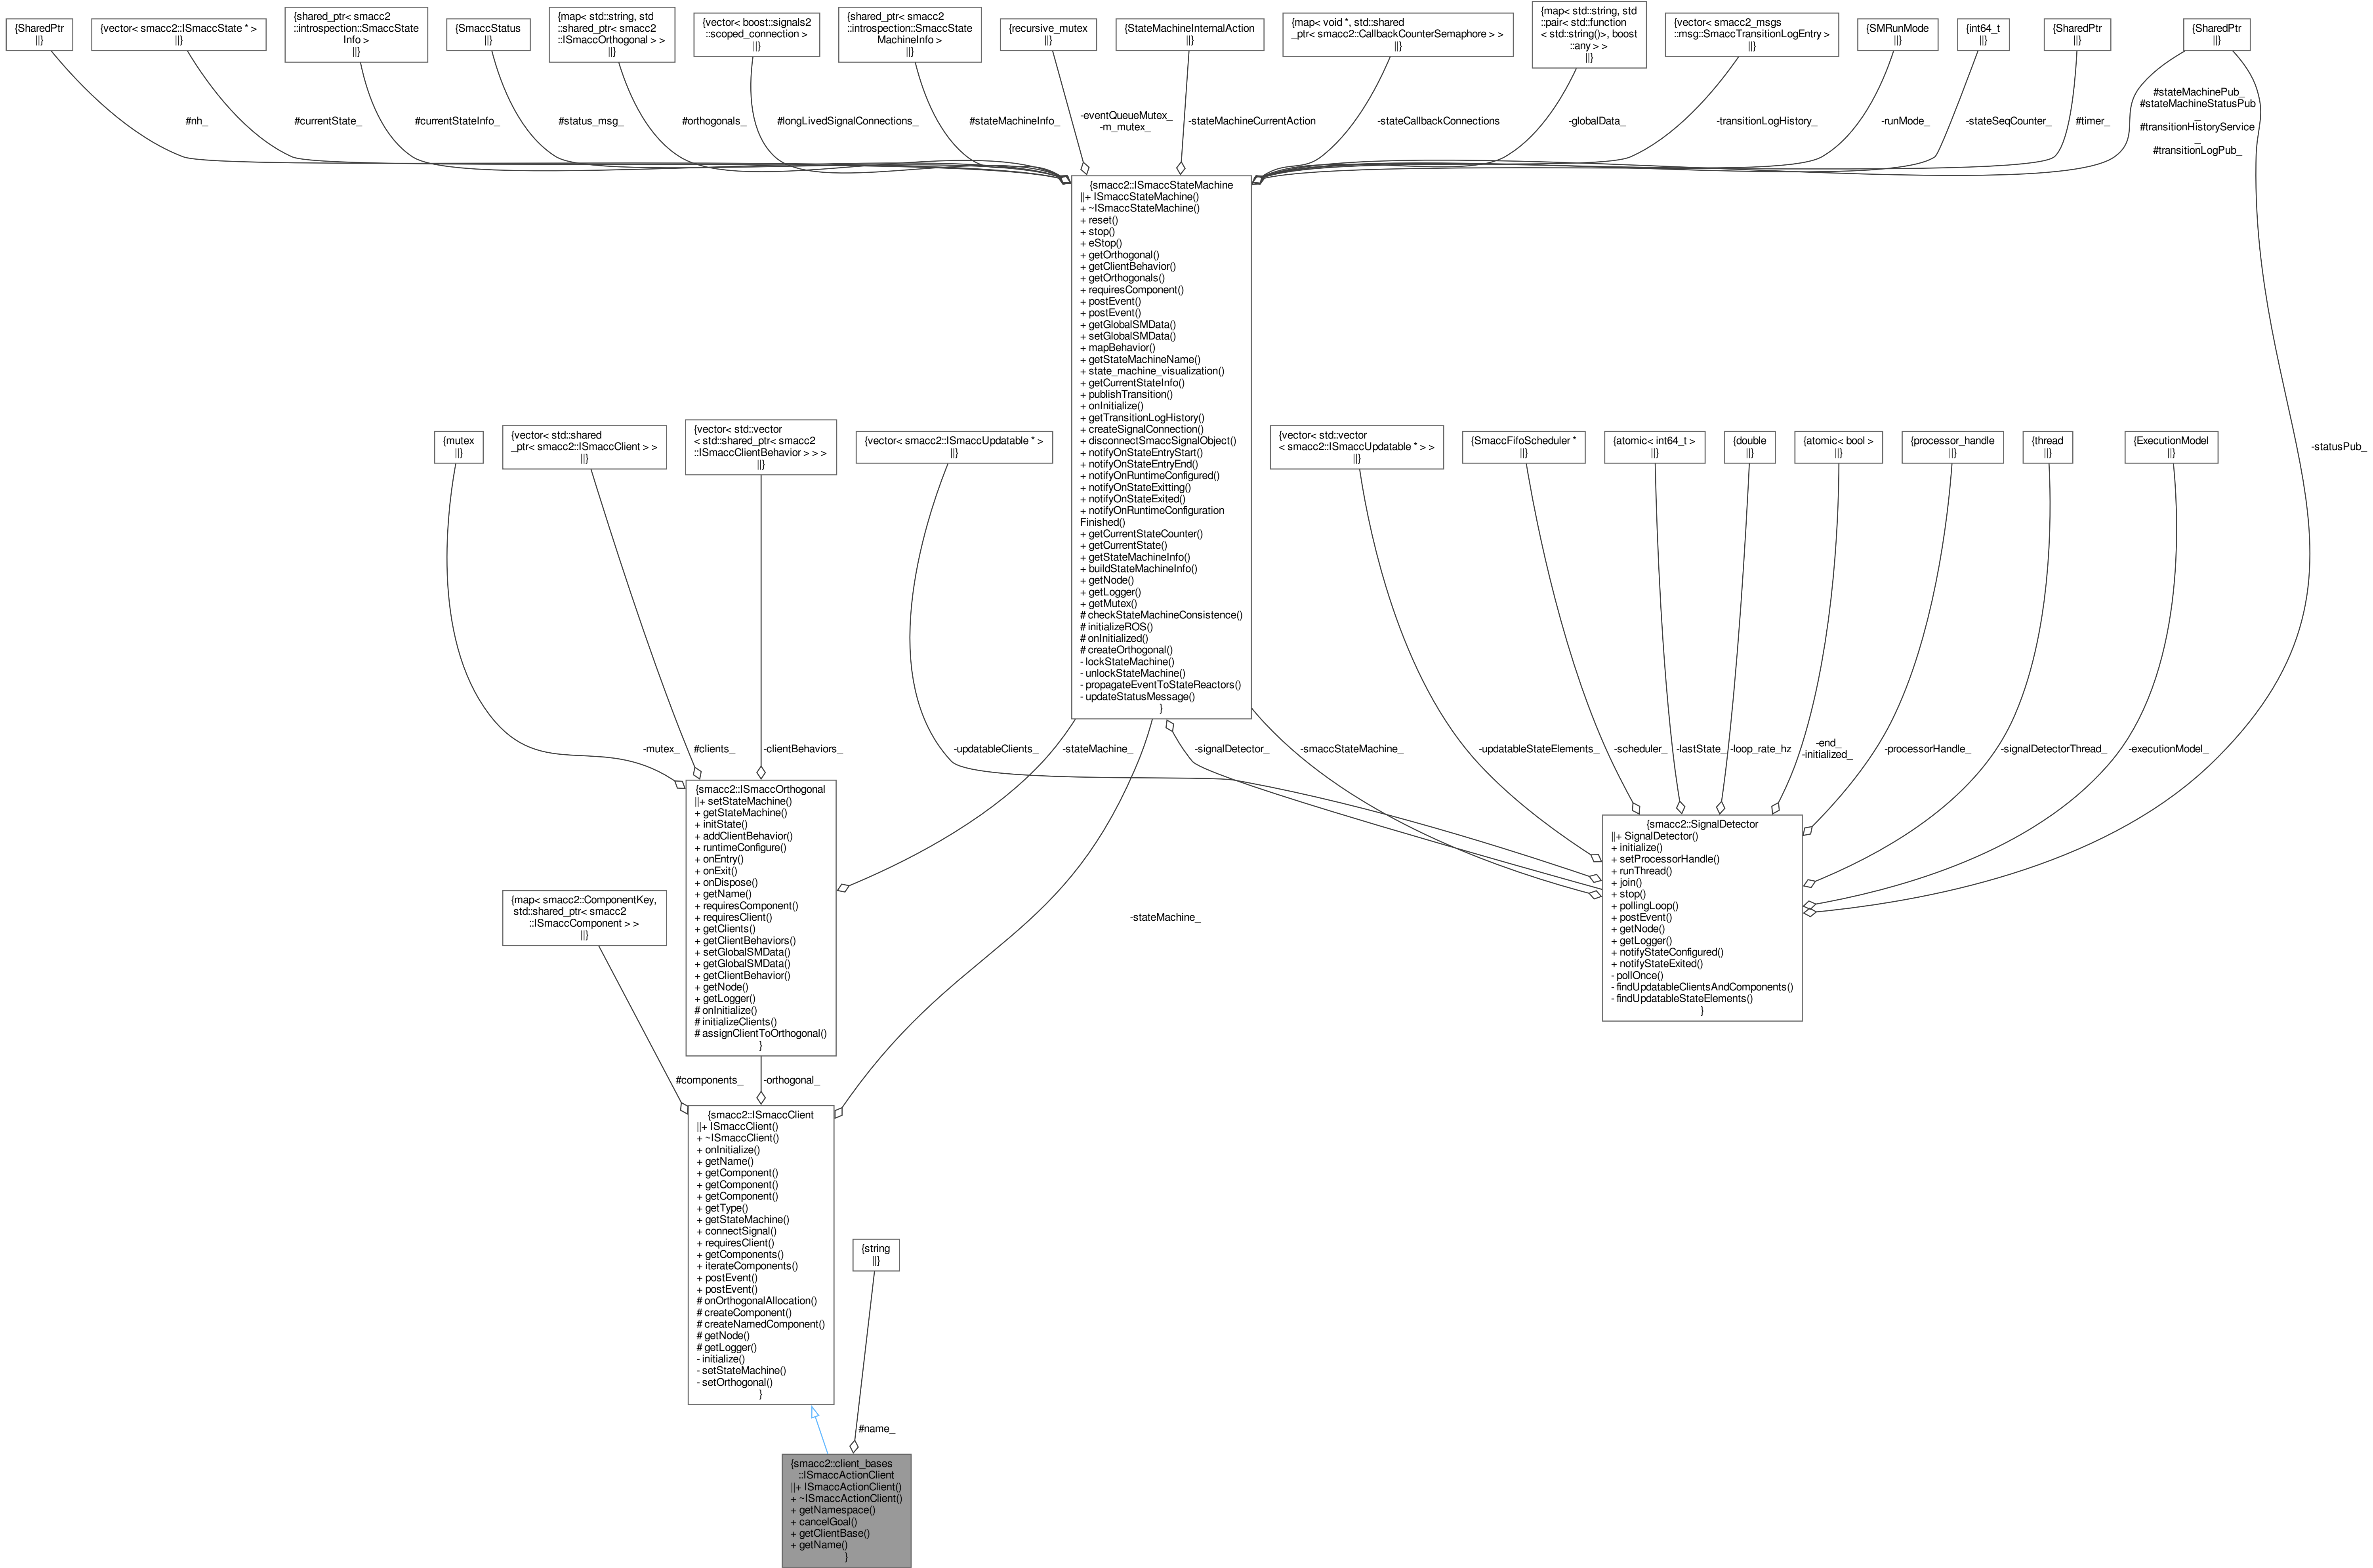 {SharedPtr
||}
{vector< smacc2::ISmaccState * >
||}
{shared_ptr< smacc2
::introspection::SmaccState
Info >
||}
{SmaccStatus
||}
{map< std::string, std
::shared_ptr< smacc2
::ISmaccOrthogonal > >
||}
{vector< boost::signals2
::scoped_connection >
||}
{shared_ptr< smacc2
::introspection::SmaccState
MachineInfo >
||}
{recursive_mutex
||}
{StateMachineInternalAction
||}
{map< void *, std::shared
_ptr< smacc2::CallbackCounterSemaphore > >
||}
{map< std::string, std
::pair< std::function
< std::string()>, boost
::any > >
||}
{vector< smacc2_msgs
::msg::SmaccTransitionLogEntry >
||}
{SMRunMode
||}
{int64_t
||}
{SharedPtr
||}
{SharedPtr
||}
#nh_
#currentState_
#currentStateInfo_
#status_msg_
#orthogonals_
#longLivedSignalConnections_
#stateMachineInfo_
-eventQueueMutex_
-m_mutex_
-stateMachineCurrentAction
-stateCallbackConnections
-globalData_
-transitionLogHistory_
-runMode_
-stateSeqCounter_
#timer_
#stateMachinePub_
#stateMachineStatusPub
_
#transitionHistoryService
_
#transitionLogPub_
{smacc2::ISmaccStateMachine
||+ ISmaccStateMachine()
+ ~ISmaccStateMachine()
+ reset()
+ stop()
+ eStop()
+ getOrthogonal()
+ getClientBehavior()
+ getOrthogonals()
+ requiresComponent()
+ postEvent()
+ postEvent()
+ getGlobalSMData()
+ setGlobalSMData()
+ mapBehavior()
+ getStateMachineName()
+ state_machine_visualization()
+ getCurrentStateInfo()
+ publishTransition()
+ onInitialize()
+ getTransitionLogHistory()
+ createSignalConnection()
+ disconnectSmaccSignalObject()
+ notifyOnStateEntryStart()
+ notifyOnStateEntryEnd()
+ notifyOnRuntimeConfigured()
+ notifyOnStateExitting()
+ notifyOnStateExited()
+ notifyOnRuntimeConfiguration
Finished()
+ getCurrentStateCounter()
+ getCurrentState()
+ getStateMachineInfo()
+ buildStateMachineInfo()
+ getNode()
+ getLogger()
+ getMutex()
# checkStateMachineConsistence()
# initializeROS()
# onInitialized()
# createOrthogonal()
- lockStateMachine()
- unlockStateMachine()
- propagateEventToStateReactors()
- updateStatusMessage()
}
{mutex
||}
{vector< std::shared
_ptr< smacc2::ISmaccClient > >
||}
{vector< std::vector
< std::shared_ptr< smacc2
::ISmaccClientBehavior > > >
||}
{vector< smacc2::ISmaccUpdatable * >
||}
{vector< std::vector
< smacc2::ISmaccUpdatable * > >
||}
{SmaccFifoScheduler *
||}
{atomic< int64_t >
||}
{double
||}
{atomic< bool >
||}
{processor_handle
||}
{thread
||}
{ExecutionModel
||}
-statusPub_
-mutex_
#clients_
-clientBehaviors_
-updatableClients_
-stateMachine_
-signalDetector_
-smaccStateMachine_
-updatableStateElements_
-scheduler_
-lastState_
-loop_rate_hz
-end_
-initialized_
-processorHandle_
-signalDetectorThread_
-executionModel_
{smacc2::ISmaccOrthogonal
||+ setStateMachine()
+ getStateMachine()
+ initState()
+ addClientBehavior()
+ runtimeConfigure()
+ onEntry()
+ onExit()
+ onDispose()
+ getName()
+ requiresComponent()
+ requiresClient()
+ getClients()
+ getClientBehaviors()
+ setGlobalSMData()
+ getGlobalSMData()
+ getClientBehavior()
+ getNode()
+ getLogger()
# onInitialize()
# initializeClients()
# assignClientToOrthogonal()
}
{smacc2::SignalDetector
||+ SignalDetector()
+ initialize()
+ setProcessorHandle()
+ runThread()
+ join()
+ stop()
+ pollingLoop()
+ postEvent()
+ getNode()
+ getLogger()
+ notifyStateConfigured()
+ notifyStateExited()
- pollOnce()
- findUpdatableClientsAndComponents()
- findUpdatableStateElements()
}
{map< smacc2::ComponentKey,
std::shared_ptr< smacc2
::ISmaccComponent > >
||}
-stateMachine_
#components_
-orthogonal_
{smacc2::ISmaccClient
||+ ISmaccClient()
+ ~ISmaccClient()
+ onInitialize()
+ getName()
+ getComponent()
+ getComponent()
+ getComponent()
+ getType()
+ getStateMachine()
+ connectSignal()
+ requiresClient()
+ getComponents()
+ iterateComponents()
+ postEvent()
+ postEvent()
# onOrthogonalAllocation()
# createComponent()
# createNamedComponent()
# getNode()
# getLogger()
- initialize()
- setStateMachine()
- setOrthogonal()
}
{string
||}
#name_
{smacc2::client_bases
::ISmaccActionClient
||+ ISmaccActionClient()
+ ~ISmaccActionClient()
+ getNamespace()
+ cancelGoal()
+ getClientBase()
+ getName()
}